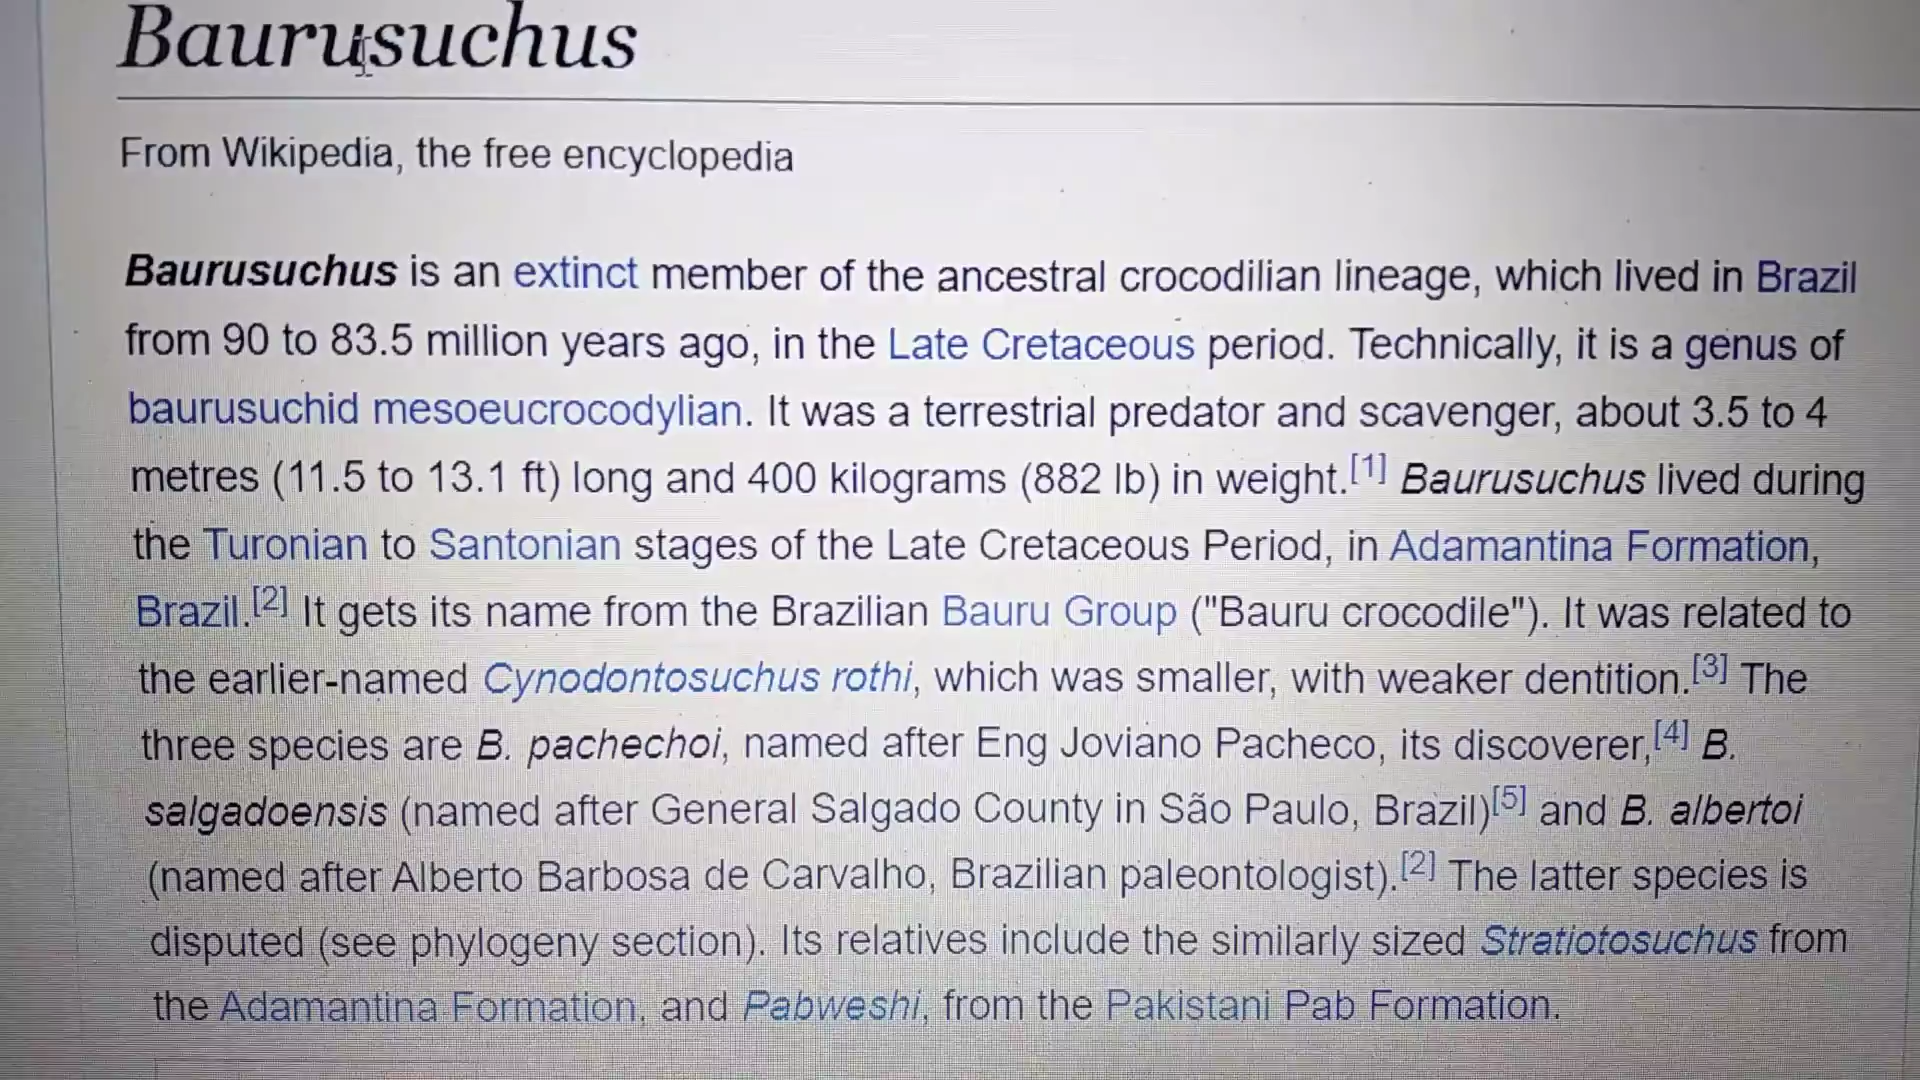 Baurusuchus
From Wikipedia, the free encyclopedia
Baurusuchus is an extinct member of the ancestral crocodilian lineage, which lived in Brazil
from 90 to 83.5 million years ago, in the Late Cretaceous period. Technically, it is a genus of
baurusuchid mesoeucrocodylian. It was a terrestrial predator and scavenger, about 3.5 to 4
metres (11.5 to 13.1 ft) long and 400 kilograms (882 lb) in weight.[1] Baurusuchus lived during
the Turonian to Santonian stages of the Late Cretaceous Period, in Adamantina Formation,
Brazil.[2] It gets its name from the Brazilian Bauru Group ("Bauru crocodile"). It was related to
the earlier-named Cynodontosuchus rothi, which was smaller, with weaker dentition.[3] The
three species are B. pachechoi, named after Eng Joviano Pacheco, its discoverer,[4] B.
salgadoensis (named after General Salgado County in São Paulo, Brazil)[5] and B. albertoi
(named after Alberto Barbosa de Carvalho, Brazilian paleontologist).[2] The latter species is
disputed (see phylogeny section). Its relatives include the similarly sized Stratiotosuchus from
the Adamantina Formation, and Pabweshi, from the Pakistani Pab Formation.